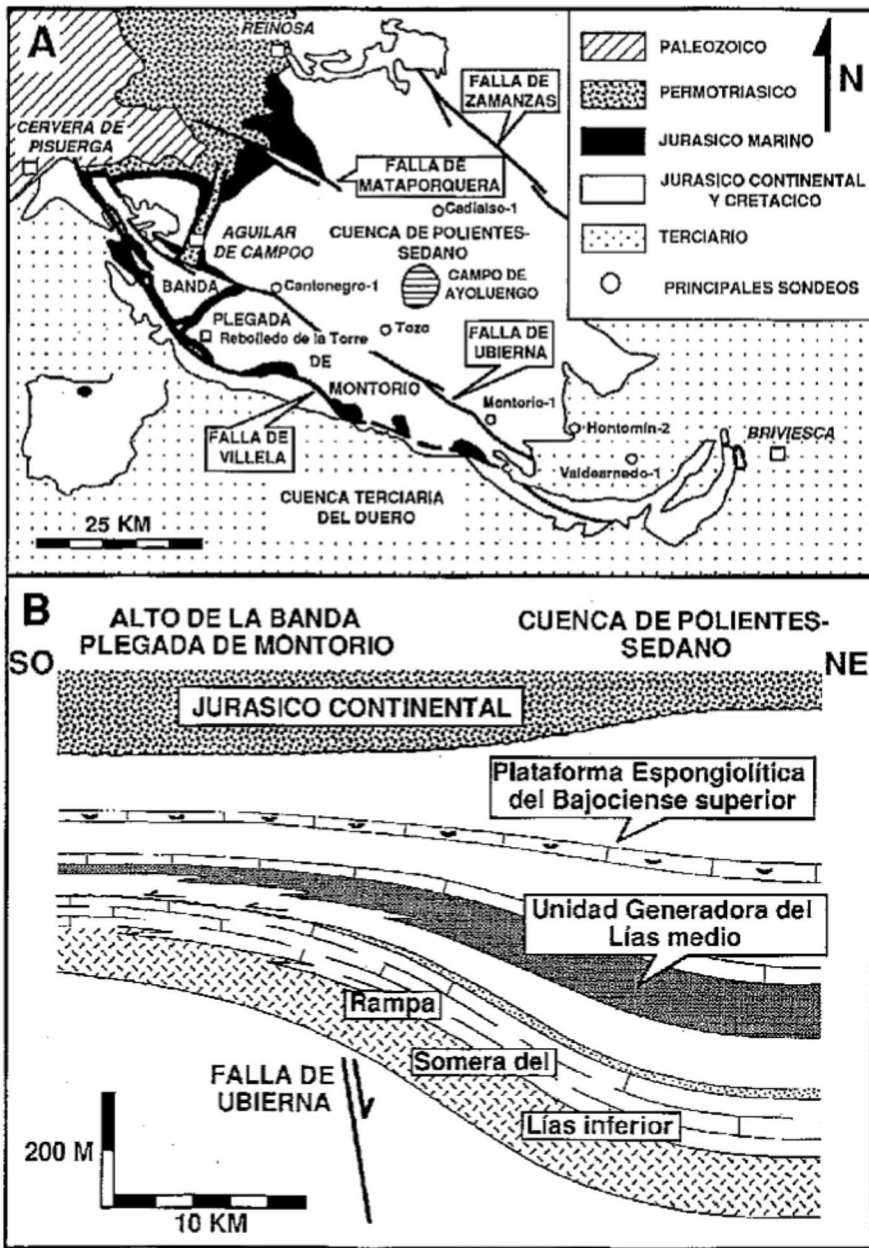 A
REINOSA
CERVERA DE
PISUERGA
FALLA DE
ZAMANZAS
FALLA DE
MATAPORQUERA
Cadialso-1
AGUILAR
DE CAMPOO
CUENCA DE POLIENTES-
SEDANO
CAMPO DE
AYOLUENGO
BANDA
Cantonegro-1
PLEGADA
Rebolledo de la Torre
Tozo
DE
MONTORIO
FALLA DE
UBIERNA
Montorio-1
Hontomín-2
BRIVIESCA
Valdearnedo-1
FALLA DE
VILLELA
CUENCA TERCIARIA
DEL DUERO
25 KM
PALEOZOICO
PERMOTRIASICO
JURASICO MARINO
JURASICO CONTINENTAL
Y CRETACICO
TERCIARIO
PRINCIPALES SONDEOS
N
B
ALTO DE LA BANDA
PLEGADA DE MONTORIO
CUENCA DE POLIENTES-
SEDANO
SO
NE
JURASICO CONTINENTAL
Plataforma Espongiolítica
del Bajociense superior
Unidad Generadora del
Lías medio
Rampa
Somera del
Lías inferior
FALLA DE
UBIERNA
200 M
10 KM